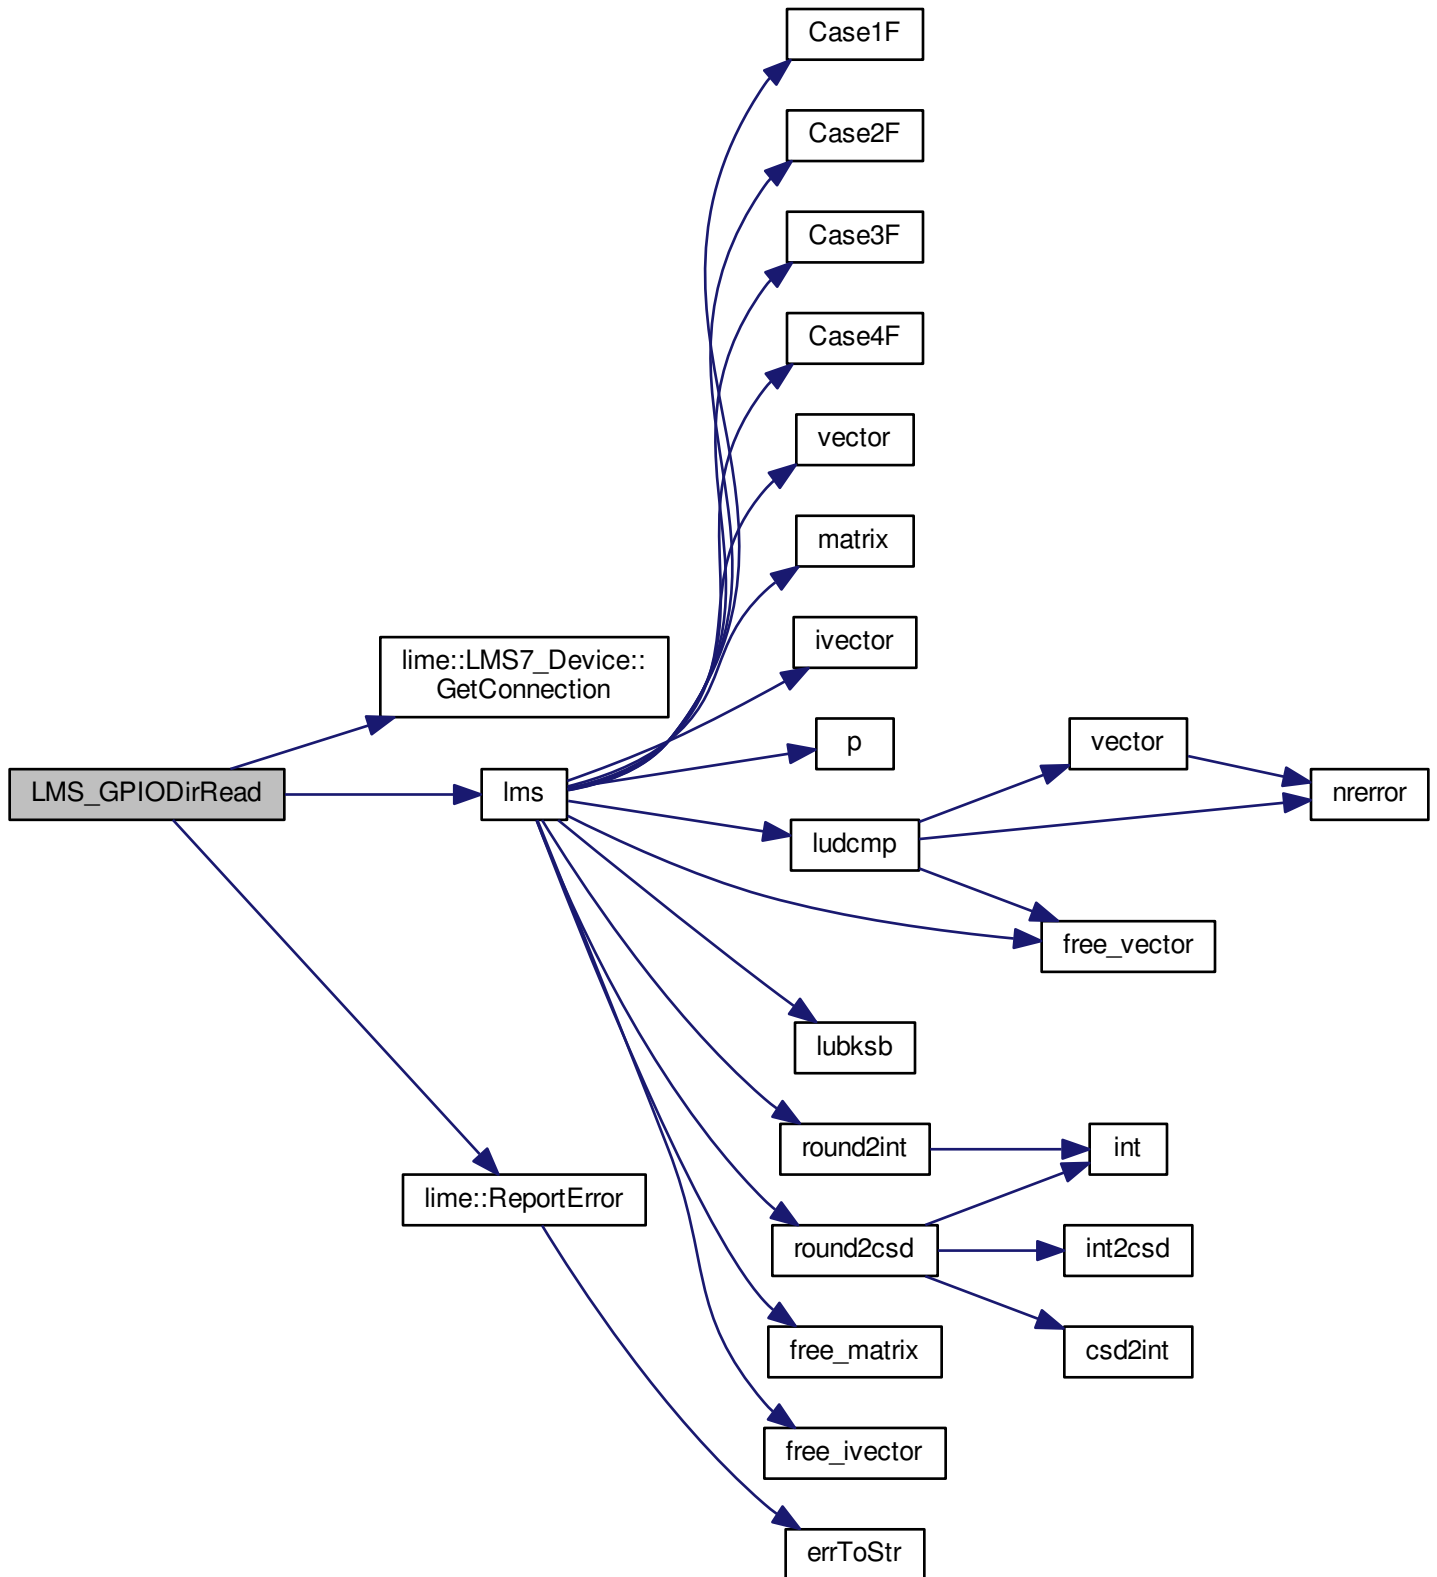 Case1F
Case2F
Case3F
Case4F
vector
matrix
ivector
lime::LMS7_Device::
GetConnection
p
vector
LMS_GPIODirRead
lms
nrerror
ludcmp
free_vector
lubksb
round2int
int
lime::ReportError
round2csd
int2csd
free_matrix
csd2int
free_ivector
errToStr